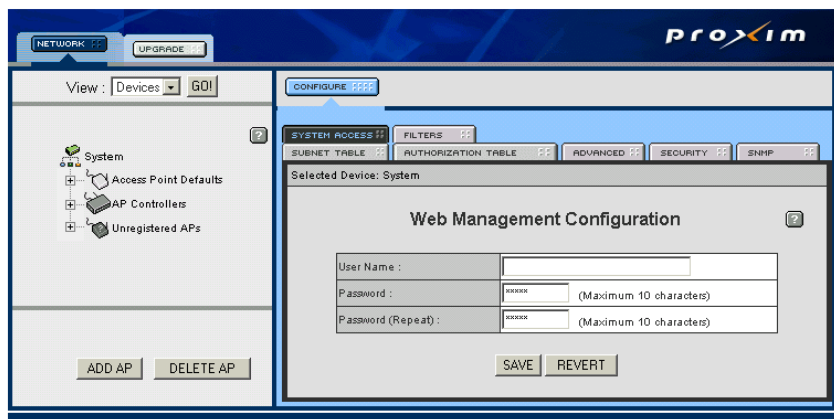 NETWORK
UPGRADE
proxim
View : Devices GO!
?
System
Access Point Defaults
AP Controllers
Unregistered APs
ADD AP DELETE AP
CONFIGURE
SYSTEM ACCESS FILTERS
SUBNET TABLE AUTHORIZATION TABLE ADVANCED SECURITY SNMP
Selected Device: System
Web Management Configuration ?
User Name :
Password : xxxxx (Maximum 10 characters)
Password (Repeat) : xxxxx (Maximum 10 characters)
SAVE REVERT